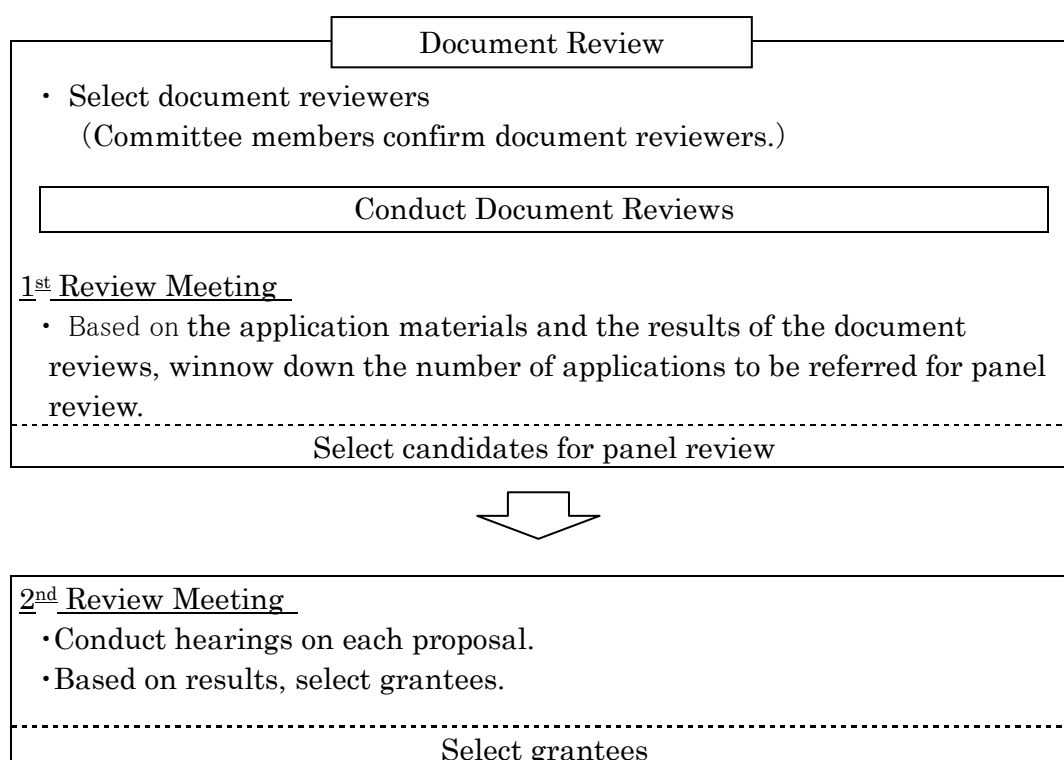 Document Review
・ Select document reviewers
（Committee members confirm document reviewers.）
Conduct Document Reviews
1st Review Meeting
・ Based on the application materials and the results of the document
reviews, winnow down the number of applications to be referred for panel
review.
Select candidates for panel review
2nd Review Meeting
・Conduct hearings on each proposal.
・Based on results, select grantees.
Select grantees